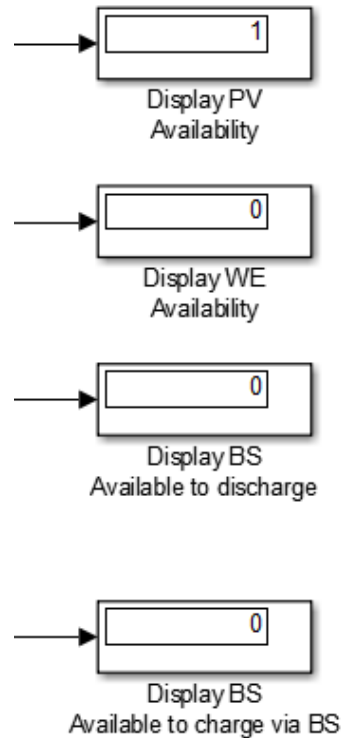 1
Display PV
Availability
0
Display WE
Availability
0
Display BS
Available to discharge
0
Display BS
Available to charge via BS